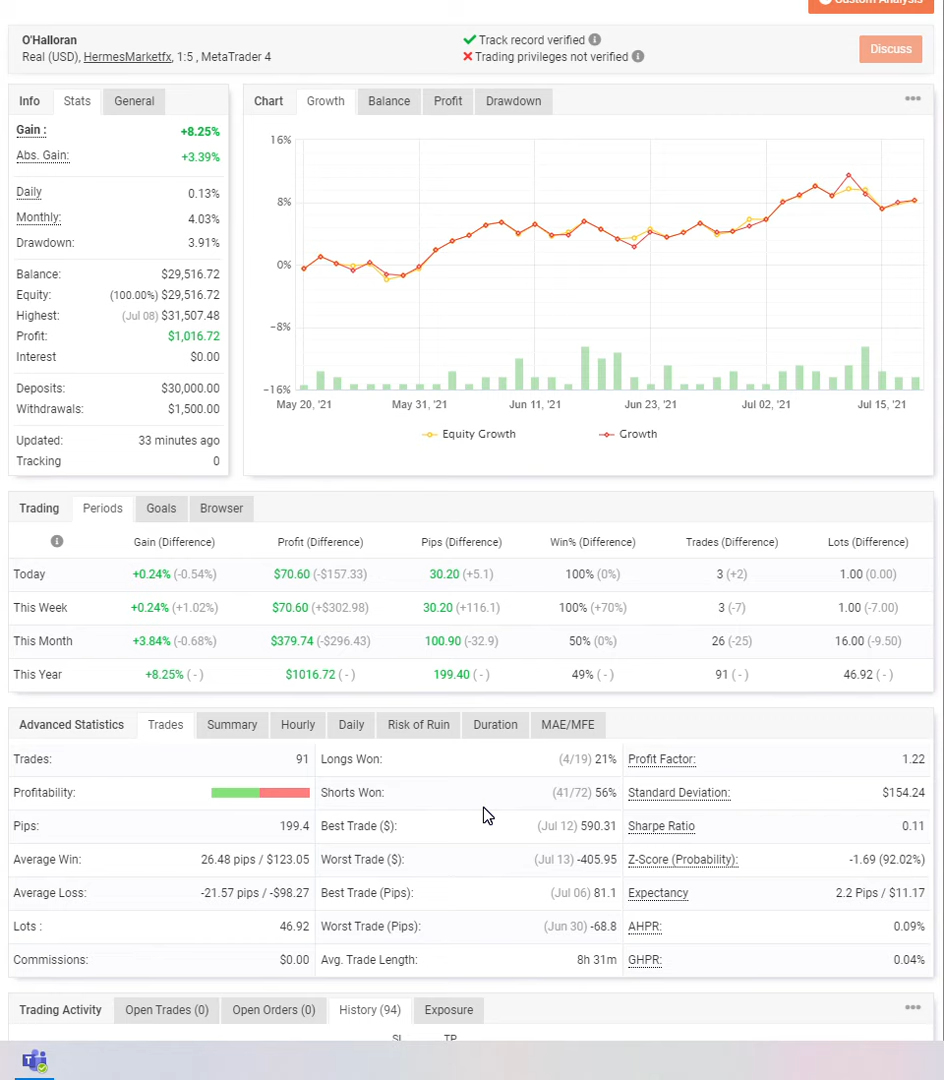 Custom Analysis
O'Halloran
Real (USD), HermesMarketfx, 1:5 , MetaTrader 4
Track record verified
Trading privileges not verified
Discuss
Info Stats General
Gain : +8.25%
Abs. Gain: +3.39%
Daily 0.13%
Monthly: 4.03%
Drawdown: 3.91%
Balance: $29,516.72
Equity: (100.00%) $29,516.72
Highest: (Jul 08) $31,507.48
Profit: $1,016.72
Interest $0.00
Deposits: $30,000.00
Withdrawals: $1,500.00
Updated: 33 minutes ago
Tracking 0
Chart Growth Balance Profit Drawdown
16%
8%
0%
-8%
-16%
May 20, '21 May 31, '21 Jun 11, '21 Jun 23, '21 Jul 02, '21 Jul 15, '21
Equity Growth Growth
Trading Periods Goals Browser
Gain (Difference) Profit (Difference) Pips (Difference) Win% (Difference) Trades (Difference) Lots (Difference)
Today +0.24% (-0.54%) $70.60 (-$157.33) 30.20 (+5.1) 100% (0%) 3 (+2) 1.00 (0.00)
This Week +0.24% (+1.02%) $70.60 (+$302.98) 30.20 (+116.1) 100% (+70%) 3 (-7) 1.00 (-7.00)
This Month +3.84% (-0.68%) $379.74 (-$296.43) 100.90 (-32.9) 50% (0%) 26 (-25) 16.00 (-9.50)
This Year +8.25% ( - ) $1016.72 ( - ) 199.40 ( - ) 49% ( - ) 91 ( - ) 46.92 ( - )
Advanced Statistics Trades Summary Hourly Daily Risk of Ruin Duration MAE/MFE
Trades: 91 Longs Won: (4/19) 21% Profit Factor: 1.22
Profitability: Shorts Won: (41/72) 56% Standard Deviation: $154.24
Pips: 199.4 Best Trade ($): (Jul 12) 590.31 Sharpe Ratio 0.11
Average Win: 26.48 pips / $123.05 Worst Trade ($): (Jul 13) -405.95 Z-Score (Probability): -1.69 (92.02%)
Average Loss: -21.57 pips / -$98.27 Best Trade (Pips): (Jul 06) 81.1 Expectancy 2.2 Pips / $11.17
Lots : 46.92 Worst Trade (Pips): (Jun 30) -68.8 AHPR: 0.09%
Commissions: $0.00 Avg. Trade Length: 8h 31m GHPR: 0.04%
Trading Activity Open Trades (0) Open Orders (0) History (94) Exposure